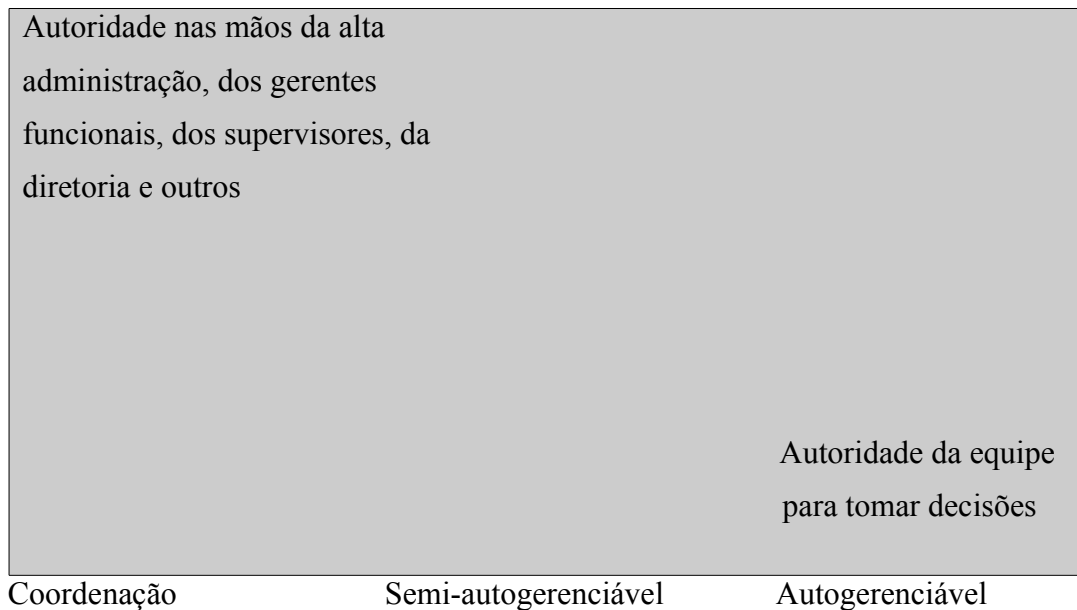 Autoridade nas mãos da alta
administração, dos gerentes
funcionais, dos supervisores, da
diretoria e outros
Autoridade da equipe
para tomar decisões
Coordenação Semi-autogerenciável Autogerenciável